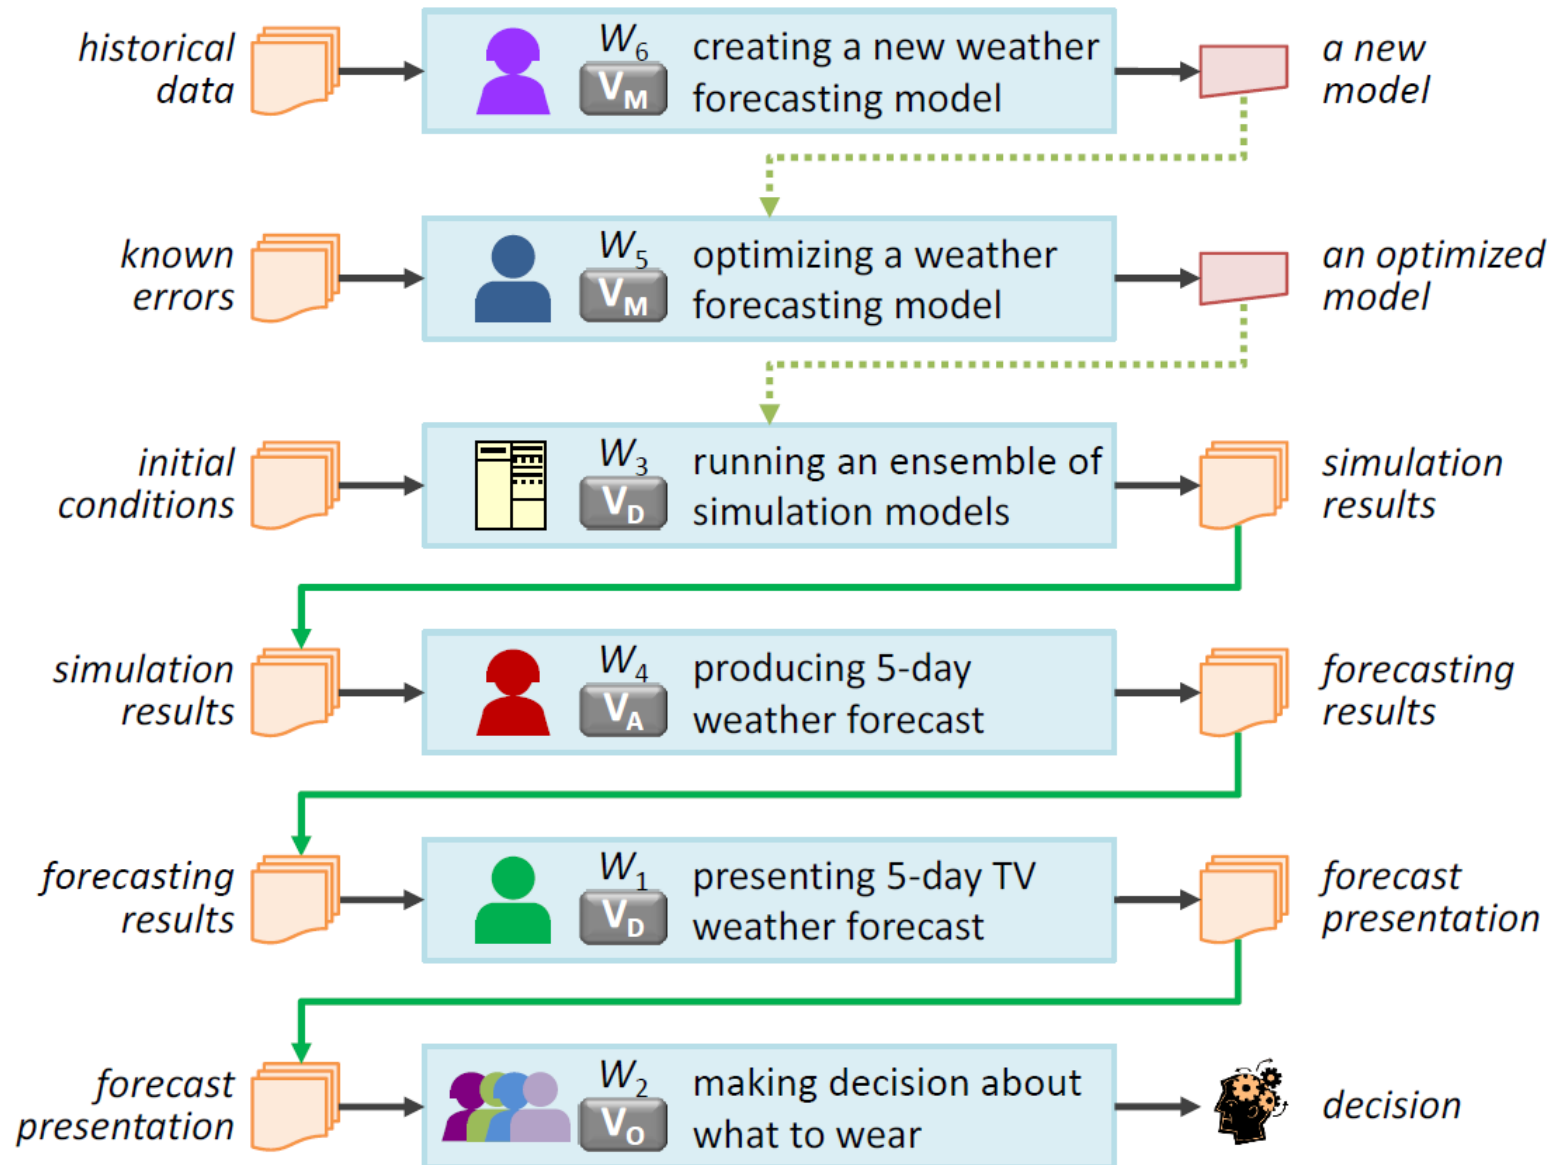 historical
data
W6
VM
creating a new weather
forecasting model
a new
model
known
errors
W5
VM
optimizing a weather
forecasting model
an optimized
model
initial
conditions
W3
VD
running an ensemble of
simulation models
simulation
results
simulation
results
W4
VA
producing 5-day
weather forecast
forecasting
results
forecasting
results
W1
VD
presenting 5-day TV
weather forecast
forecast
presentation
forecast
presentation
W2
VO
making decision about
what to wear
decision